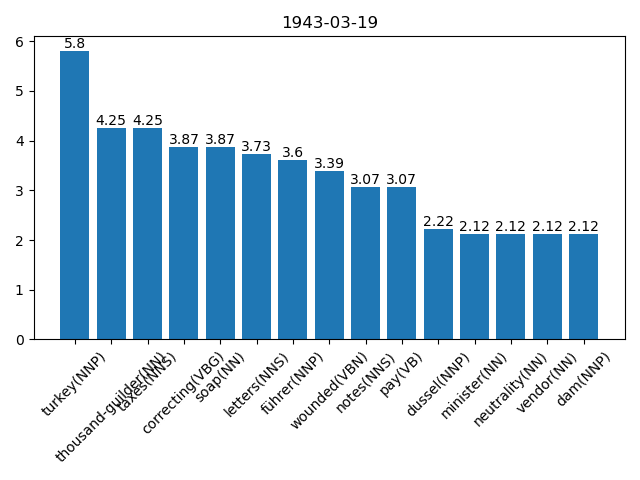 1943-03-19
6
5
4
3
2
1
0
5.8
4.25
4.25
3.87
3.87
3.73
3.6
3.39
3.07
3.07
2.22
2.12
2.12
2.12
2.12
turkey(NNP)
thousand-guilder(NN)
taxes(NNS)
correcting(VBG)
soap(NN)
letters(NNS)
führer(NNP)
wounded(VBN)
notes(NNS)
pay(VB)
dussel(NNP)
minister(NN)
neutrality(NN)
vendor(NN)
dam(NNP)